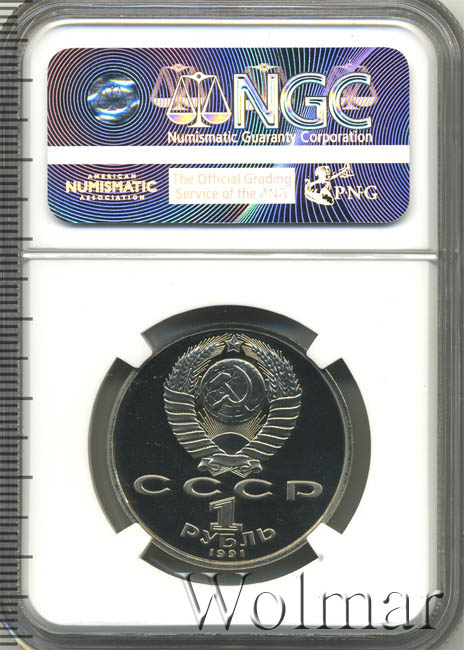 NGC
Numismatic Guaranty Corporation
AMERICAN
NUMISMATIC
ASSOCIATION
The Official Grading
Service of the ANA
PNG
СССР
1
РУБЛЬ
1991
Wolmar